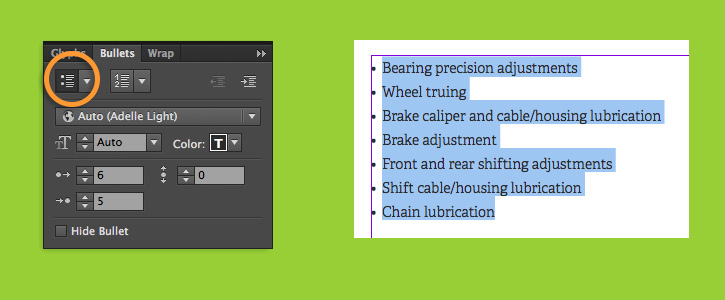 Glyphs Bullets Wrap
Auto (Adelle Light)
T Auto Color: T
6 0
5
Hide Bullet
• Bearing precision adjustments
• Wheel truing
• Brake caliper and cable/housing lubrication
• Brake adjustment
• Front and rear shifting adjustments
• Shift cable/housing lubrication
• Chain lubrication